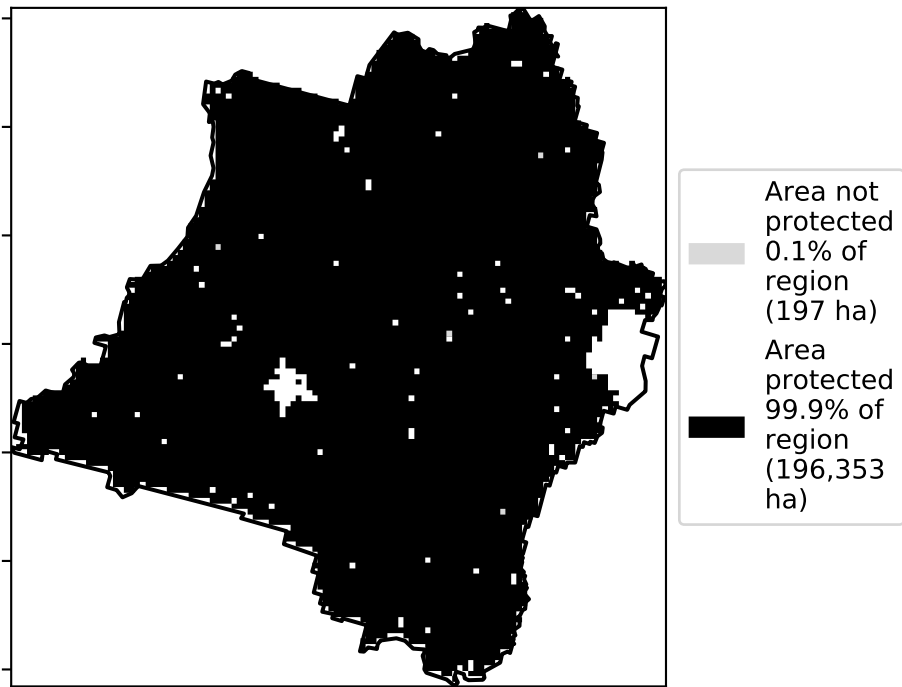 Area not
protected
0.1% of
region
(197 ha)
Area
protected
99.9% of
region
(196,353
ha)